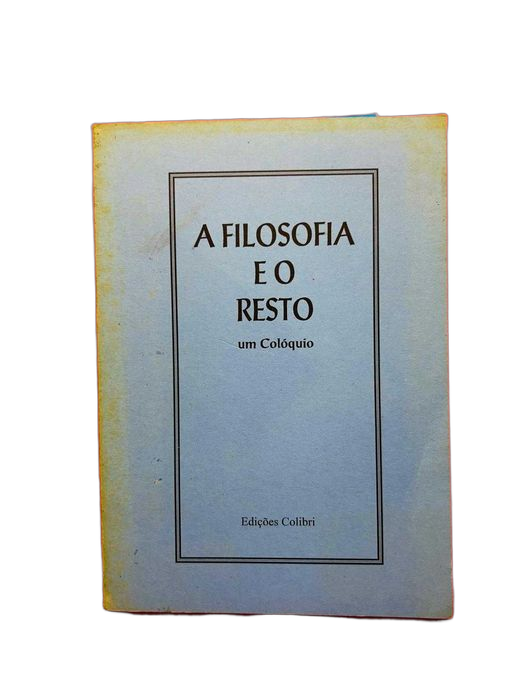 A FILOSOFIA
E O
RESTO
um Colóquio
Edições Colibri